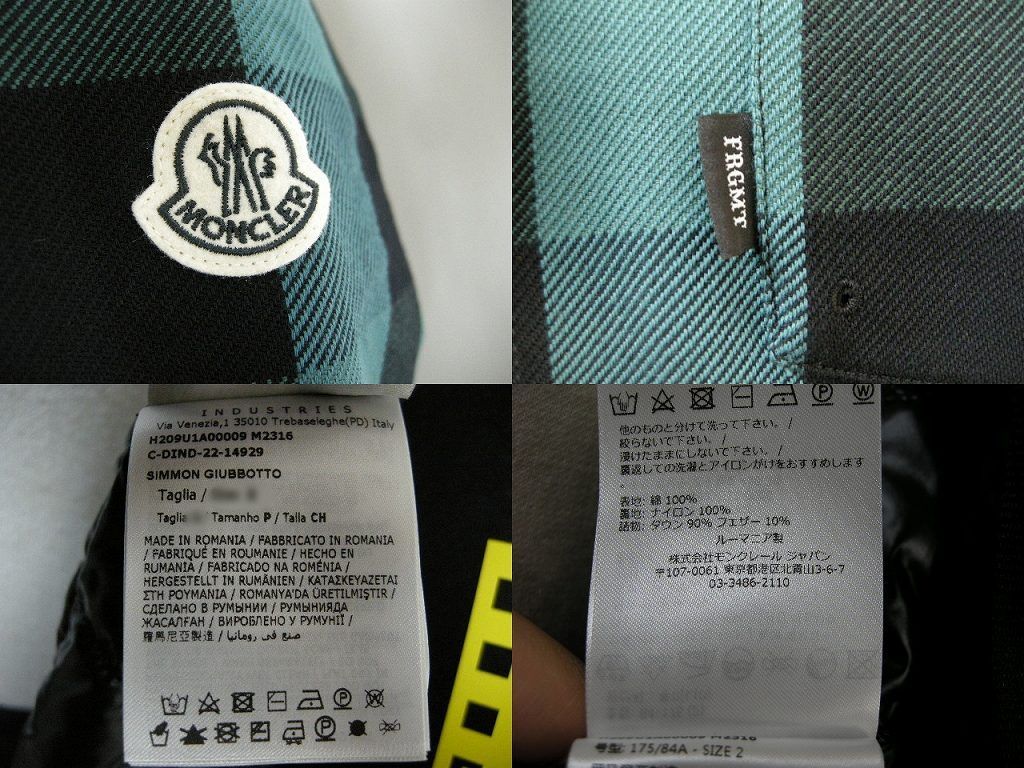 MONCLER
FRGMT
INDUSTRIES
Via Venezia,1 35010 Trebaseleghe(PD) Italy
H209U1A00009 M2316
C-DIND-22-14929
SIMMON GIUBBOTTO
Taglia /
Taglia Tamanho P / Talla CH
MADE IN ROMANIA / FABBRICATO IN ROMANIA
/ FABRIQUÉ EN ROUMANIE / HECHO EN
RUMANIA / FABRICADO NA ROMÉNIA /
HERGESTELLT IN RUMÄNIEN / ΚΑΤΑΣΚΕΥΑΖΕΤΑΙ
ΣΤΗ ΡΟΥΜΑΝΙΑ / ROMANYA'DA ÜRETILMIŞTIR /
СДЕЛАНО В РУМЫНИИ / РУМЫНИЯДА
ЖАСАЛҒАН / ВИРОБЛЕНО У РУМУНІЇ /
羅馬尼亞製造 / صنع في رومانيا /
他のものと分けて洗って下さい。 /
絞らないで下さい。 /
浸けたままにしないで下さい。 /
裏返しての洗濯とアイロンがけをおすすめします
。
表地: 綿 100%
裏地: ナイロン 100%
詰物: ダウン 90% フェザー 10%
ルーマニア製
株式会社モンクレール ジャパン
〒107-0061 東京都港区北青山3-6-7
03-3486-2110
号型: 175/84A - SIZE 2